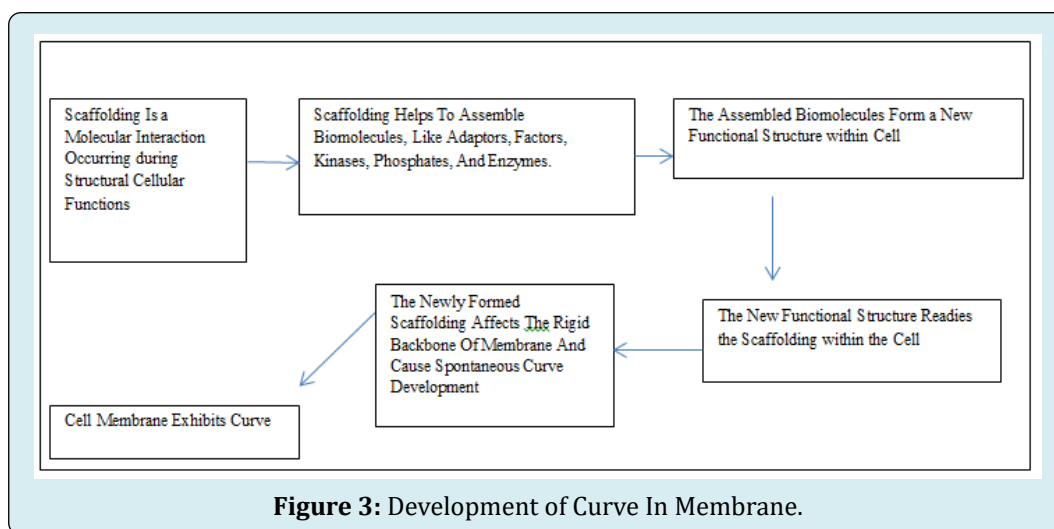 Scaffolding Is a
Molecular Interaction
Occurring during
Structural Cellular
Functions
Scaffolding Helps To Assemble
Biomolecules, Like Adaptors, Factors,
Kinases, Phosphates, And Enzymes.
The Assembled Biomolecules Form a New
Functional Structure within Cell
The New Functional Structure Readies
the Scaffolding within the Cell
The Newly Formed
Scaffolding Affects The Rigid
Backbone Of Membrane And
Cause Spontaneous Curve
Development
Cell Membrane Exhibits Curve
Figure 3: Development of Curve In Membrane.